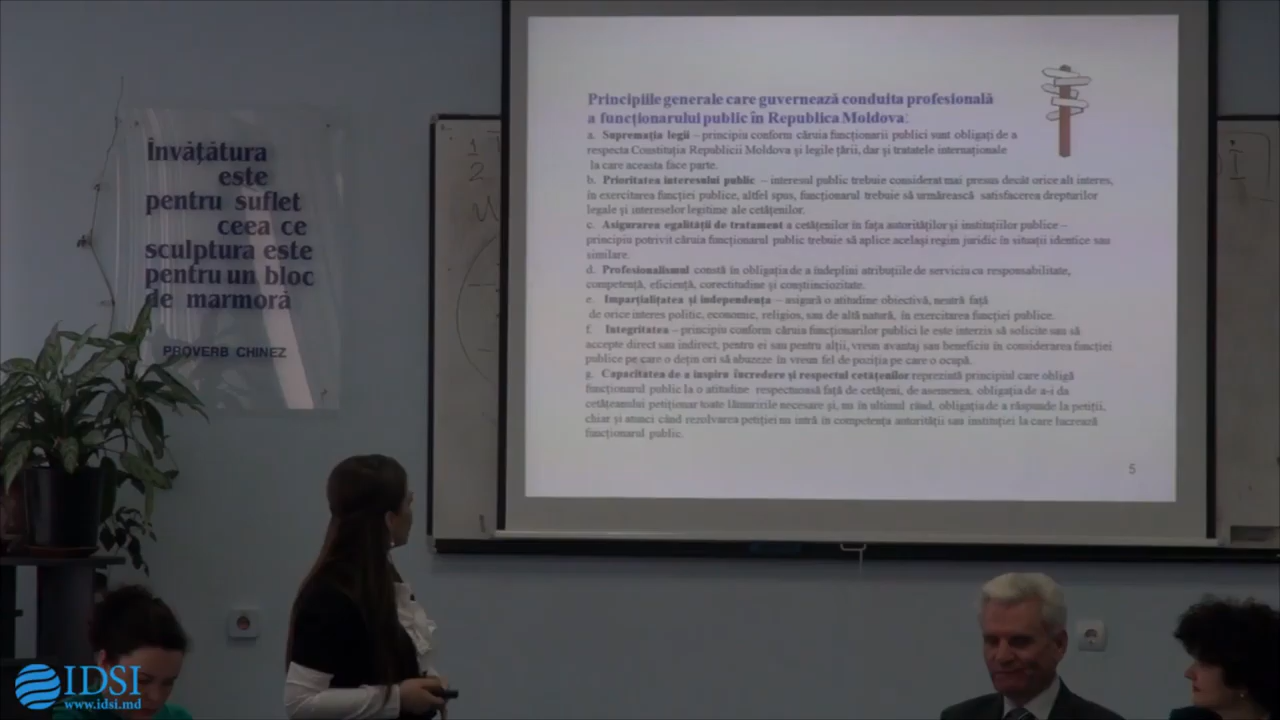 Învățătura
este
pentru suflet
ceea ce
sculptura este
pentru un bloc
de marmoră
PROVERB CHINEZ
Principiile generale care guvernează conduita profesională
a funcționarului public în Republica Moldova:
a. Supremația legii – principiu conform căruia funcționarii publici sunt obligați de a
respecta Constituția Republicii Moldova și legile țării, dar și tratatele internaționale
la care aceasta face parte.
b. Prioritatea interesului public – interesul public trebuie considerat mai presus decât orice alt interes,
în exercitarea funcției publice, altfel spus, funcționarul trebuie să urmărească satisfacerea drepturilor
legale și intereselor legitime ale cetățenilor.
c. Asigurarea egalității de tratament a cetățenilor în fața autorităților și instituțiilor publice –
principiu potrivit căruia funcționarul public trebuie să aplice același regim juridic în situații identice sau
similare.
d. Profesionalismul constă în obligația de a îndeplini atribuțiile de serviciu cu responsabilitate,
competență, eficiență, corectitudine și conștiinciozitate.
e. Imparțialitatea și independența – asigură o atitudine obiectivă, neutră față
de orice interes politic, economic, religios, sau de altă natură, în exercitarea funcției publice.
f. Integritatea – principiu conform căruia funcționarilor publici le este interzis să solicite sau să
accepte direct sau indirect, pentru ei sau pentru alții, vreun avantaj sau beneficiu în considerarea funcției
publice pe care o dețin ori să abuzeze în vreun fel de poziția pe care o ocupă.
g. Capacitatea de a inspira încredere și respectul cetățenilor reprezintă principiul care obligă
funcționarul public la o atitudine respectuoasă față de cetățeni, de asemenea, obligația de a-i da
cetățeanului petiționar toate lămuririle necesare și, nu în ultimul rînd, obligația de a răspunde la petiții,
chiar și atunci cînd rezolvarea petiției nu intră în competența autorității sau instituției la care lucrează
funcționarul public.
5
1
2
IDSI
www.idsi.md